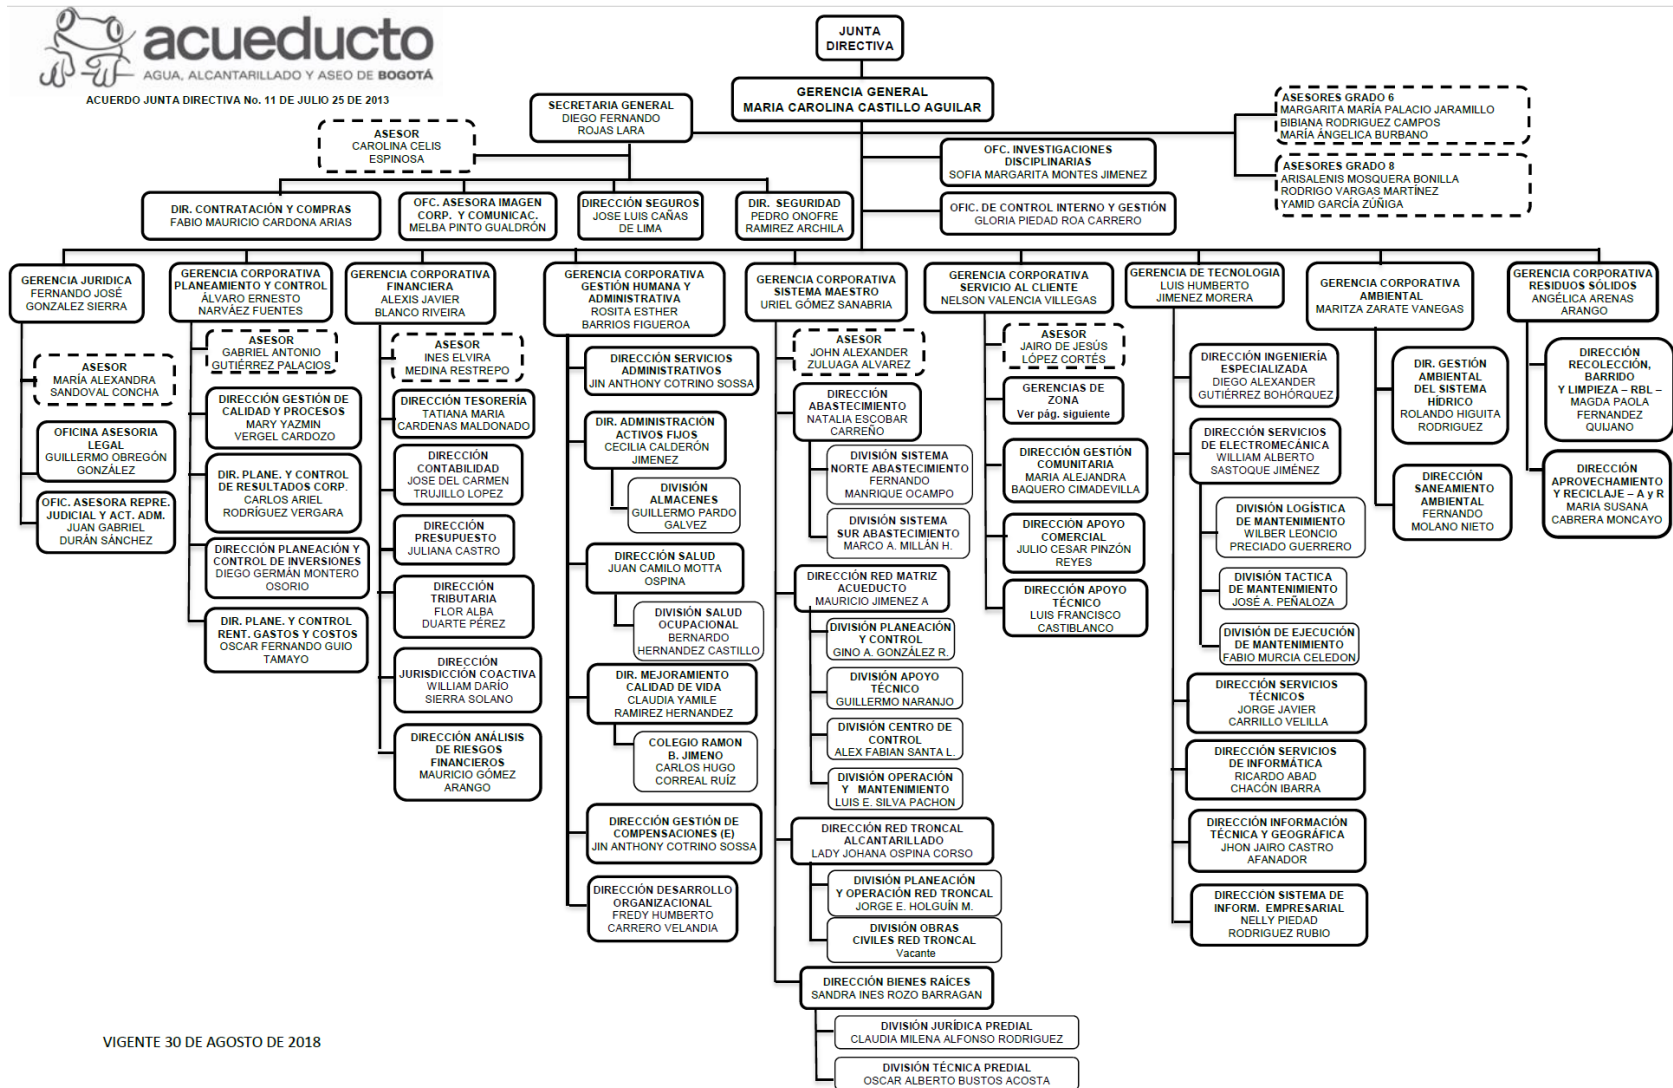 acueducto
AGUA, ALCANTARILLADO Y ASEO DE BOGOTÁ
ACUERDO JUNTA DIRECTIVA No. 11 DE JULIO 25 DE 2013
JUNTA
DIRECTIVA
GERENCIA GENERAL
MARIA CAROLINA CASTILLO AGUILAR
SECRETARIA GENERAL
DIEGO FERNANDO
ROJAS LARA
ASESOR
CAROLINA CELIS
ESPINOSA
ASESORES GRADO 6
MARGARITA MARÍA PALACIO JARAMILLO
BIBIANA RODRIGUEZ CAMPOS
MARÍA ÁNGELICA BURBANO
ASESORES GRADO 8
ARISALENIS MOSQUERA BONILLA
RODRIGO VARGAS MARTÍNEZ
YAMID GARCÍA ZÚÑIGA
OFC. INVESTIGACIONES
DISCIPLINARIAS
SOFIA MARGARITA MONTES JIMENEZ
OFIC. DE CONTROL INTERNO Y GESTIÓN
GLORIA PIEDAD ROA CARRERO
DIR. CONTRATACIÓN Y COMPRAS
FABIO MAURICIO CARDONA ARIAS
OFC. ASESORA IMAGEN
CORP. Y COMUNICAC.
MELBA PINTO GUALDRÓN
DIRECCIÓN SEGUROS
JOSE LUIS CAÑAS
DE LIMA
DIR. SEGURIDAD
PEDRO ONOFRE
RAMIREZ ARCHILA
GERENCIA JURIDICA
FERNANDO JOSÉ
GONZALEZ SIERRA
ASESOR
MARÍA ALEXANDRA
SANDOVAL CONCHA
OFICINA ASESORIA
LEGAL
GUILLERMO OBREGÓN
GONZÁLEZ
OFIC. ASESORA REPRE.
JUDICIAL Y ACT. ADM.
JUAN GABRIEL
DURÁN SÁNCHEZ
GERENCIA CORPORATIVA
PLANEAMIENTO Y CONTROL
ÁLVARO ERNESTO
NARVÁEZ FUENTES
ASESOR
GABRIEL ANTONIO
GUTIÉRREZ PALACIOS
DIRECCIÓN GESTIÓN DE
CALIDAD Y PROCESOS
MARY YAZMIN
VERGEL CARDOZO
DIR. PLANE. Y CONTROL
DE RESULTADOS CORP.
CARLOS ARIEL
RODRÍGUEZ VERGARA
DIRECCIÓN PLANEACIÓN Y
CONTROL DE INVERSIONES
DIEGO GERMÁN MONTERO
OSORIO
DIR. PLANE. Y CONTROL
RENT. GASTOS Y COSTOS
OSCAR FERNANDO GUIO
TAMAYO
GERENCIA CORPORATIVA
FINANCIERA
ALEXIS JAVIER
BLANCO RIVEIRA
ASESOR
INES ELVIRA
MEDINA RESTREPO
DIRECCIÓN TESORERÍA
TATIANA MARIA
CARDENAS MALDONADO
DIRECCIÓN
CONTABILIDAD
JOSE DEL CARMEN
TRUJILLO LOPEZ
DIRECCIÓN
PRESUPUESTO
JULIANA CASTRO
DIRECCIÓN
TRIBUTARIA
FLOR ALBA
DUARTE PÉREZ
DIRECCIÓN
JURISDICCIÓN COACTIVA
WILLIAM DARÍO
SIERRA SOLANO
DIRECCIÓN ANÁLISIS
DE RIESGOS
FINANCIEROS
MAURICIO GÓMEZ
ARANGO
GERENCIA CORPORATIVA
GESTIÓN HUMANA Y
ADMINISTRATIVA
ROSITA ESTHER
BARRIOS FIGUEROA
DIRECCIÓN SERVICIOS
ADMINISTRATIVOS
JIN ANTHONY COTRINO SOSSA
DIR. ADMINISTRACIÓN
ACTIVOS FIJOS
CECILIA CALDERÓN
JIMENEZ
DIVISIÓN
ALMACENES
GUILLERMO PARDO
GALVEZ
DIRECCIÓN SALUD
JUAN CAMILO MOTTA
OSPINA
DIVISIÓN SALUD
OCUPACIONAL
BERNARDO
HERNANDEZ CASTILLO
DIR. MEJORAMIENTO
CALIDAD DE VIDA
CLAUDIA YAMILE
RAMIREZ HERNANDEZ
COLEGIO RAMON
B. JIMENO
CARLOS HUGO
CORREAL RUÍZ
DIRECCIÓN GESTIÓN DE
COMPENSACIONES (E)
JIN ANTHONY COTRINO SOSSA
DIRECCIÓN DESARROLLO
ORGANIZACIONAL
FREDY HUMBERTO
CARRERO VELANDIA
GERENCIA CORPORATIVA
SISTEMA MAESTRO
URIEL GÓMEZ SANABRIA
ASESOR
JOHN ALEXANDER
ZULUAGA ALVAREZ
DIRECCIÓN
ABASTECIMIENTO
NATALIA ESCOBAR
CARREÑO
DIVISIÓN SISTEMA
NORTE ABASTECIMIENTO
FERNANDO
MANRIQUE OCAMPO
DIVISIÓN SISTEMA
SUR ABASTECIMIENTO
MARCO A. MILLÁN H.
DIRECCIÓN RED MATRIZ
ACUEDUCTO
MAURICIO JIMENEZ A
DIVISIÓN PLANEACIÓN
Y CONTROL
GINO A. GONZÁLEZ R.
DIVISIÓN APOYO
TÉCNICO
GUILLERMO NARANJO
DIVISIÓN CENTRO DE
CONTROL
ALEX FABIAN SANTA L.
DIVISIÓN OPERACIÓN
Y MANTENIMIENTO
LUIS E. SILVA PACHON
DIRECCIÓN RED TRONCAL
ALCANTARILLADO
LADY JOHANA OSPINA CORSO
DIVISIÓN PLANEACIÓN
Y OPERACIÓN RED TRONCAL
JORGE E. HOLGUÍN M.
DIVISIÓN OBRAS
CIVILES RED TRONCAL
Vacante
DIRECCIÓN BIENES RAÍCES
SANDRA INES ROZO BARRAGAN
DIVISIÓN JURÍDICA PREDIAL
CLAUDIA MILENA ALFONSO RODRIGUEZ
DIVISIÓN TÉCNICA PREDIAL
OSCAR ALBERTO BUSTOS ACOSTA
GERENCIA CORPORATIVA
SERVICIO AL CLIENTE
NELSON VALENCIA VILLEGAS
ASESOR
JAIRO DE JESÚS
LÓPEZ CORTÉS
GERENCIAS DE
ZONA
Ver pág. siguiente
DIRECCIÓN GESTIÓN
COMUNITARIA
MARIA ALEJANDRA
BAQUERO CIMADEVILLA
DIRECCIÓN APOYO
COMERCIAL
JULIO CESAR PINZÓN
REYES
DIRECCIÓN APOYO
TÉCNICO
LUIS FRANCISCO
CASTIBLANCO
GERENCIA DE TECNOLOGIA
LUIS HUMBERTO
JIMENEZ MORERA
DIRECCIÓN INGENIERÍA
ESPECIALIZADA
DIEGO ALEXANDER
GUTIÉRREZ BOHÓRQUEZ
DIRECCIÓN SERVICIOS
DE ELECTROMECÁNICA
WILLIAM ALBERTO
SASTOQUE JIMÉNEZ
DIVISIÓN LOGÍSTICA
DE MANTENIMIENTO
WILBER LEONCIO
PRECIADO GUERRERO
DIVISIÓN TACTICA
DE MANTENIMIENTO
JOSÉ A. PEÑALOZA
DIVISIÓN DE EJECUCIÓN
DE MANTENIMIENTO
FABIO MURCIA CELEDON
DIRECCIÓN SERVICIOS
TÉCNICOS
JORGE JAVIER
CARRILLO VELILLA
DIRECCIÓN SERVICIOS
DE INFORMÁTICA
RICARDO ABAD
CHACÓN IBARRA
DIRECCIÓN INFORMACIÓN
TÉCNICA Y GEOGRÁFICA
JHON JAIRO CASTRO
AFANADOR
DIRECCIÓN SISTEMA DE
INFORM. EMPRESARIAL
NELLY PIEDAD
RODRIGUEZ RUBIO
GERENCIA CORPORATIVA
AMBIENTAL
MARITZA ZARATE VANEGAS
DIR. GESTIÓN
AMBIENTAL
DEL SISTEMA
HÍDRICO
ROLANDO HIGUITA
RODRIGUEZ
DIRECCIÓN
SANEAMIENTO
AMBIENTAL
FERNANDO
MOLANO NIETO
GERENCIA CORPORATIVA
RESIDUOS SÓLIDOS
ANGÉLICA ARENAS
ARANGO
DIRECCIÓN
RECOLECCIÓN,
BARRIDO
Y LIMPIEZA – RBL –
MAGDA PAOLA
FERNANDEZ
QUIJANO
DIRECCIÓN
APROVECHAMIENTO
Y RECICLAJE – A y R
MARIA SUSANA
CABRERA MONCAYO
VIGENTE 30 DE AGOSTO DE 2018